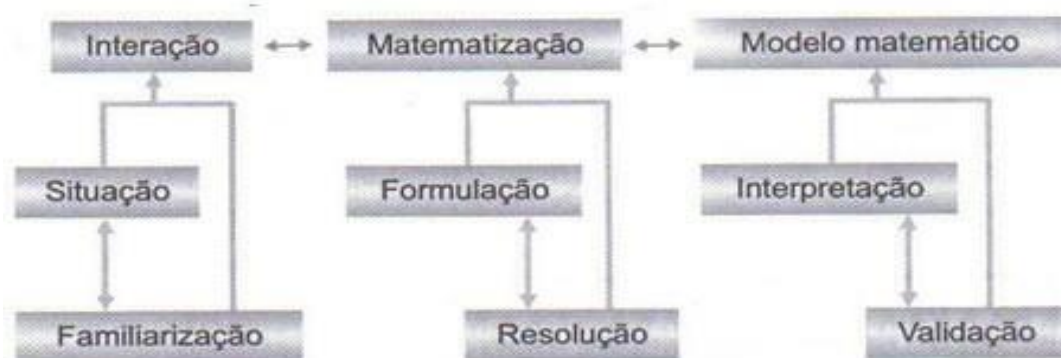 Interação
Matematização
Modelo matemático
Situação
Formulação
Interpretação
Familiarização
Resolução
Validação